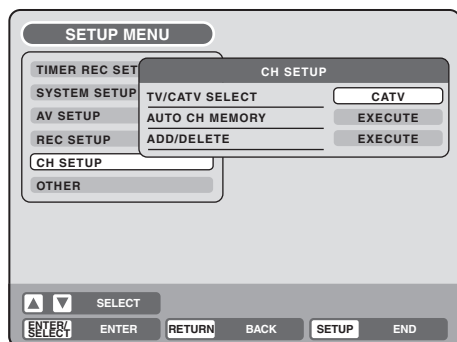 SETUP MENU
TIMER REC SET
SYSTEM SETUP
AV SETUP
REC SETUP
CH SETUP
OTHER
CH SETUP
TV/CATV SELECT CATV
AUTO CH MEMORY EXECUTE
ADD/DELETE EXECUTE
SELECT
ENTER/SELECT ENTER RETURN BACK SETUP END